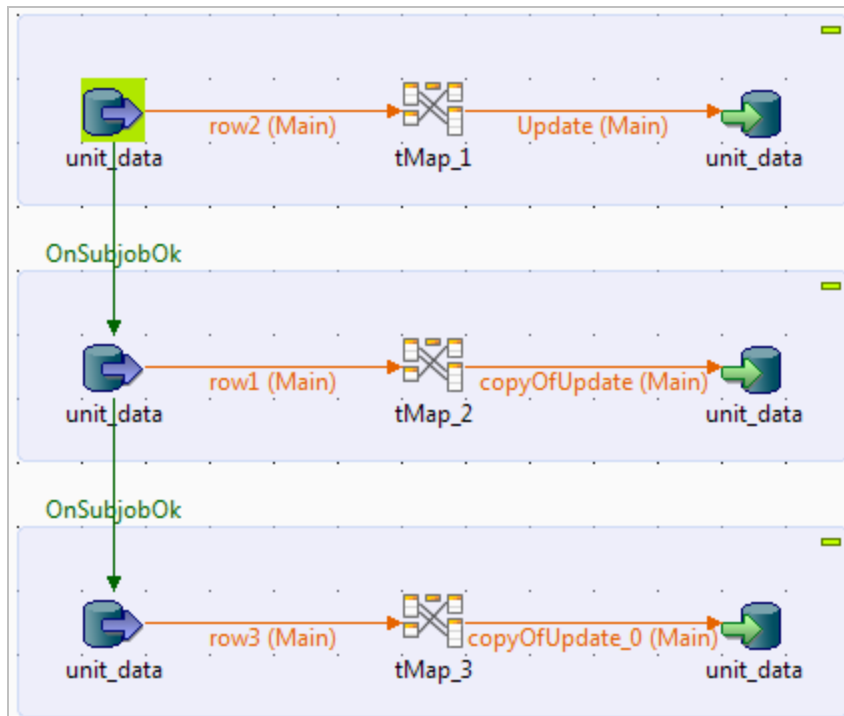 row2 (Main)
Update (Main)
unit_data
tMap_1
unit_data
OnSubjobOk
row1 (Main)
copyOfUpdate (Main)
unit_data
tMap_2
unit_data
OnSubjobOk
row3 (Main)
copyOfUpdate_0 (Main)
unit_data
tMap_3
unit_data